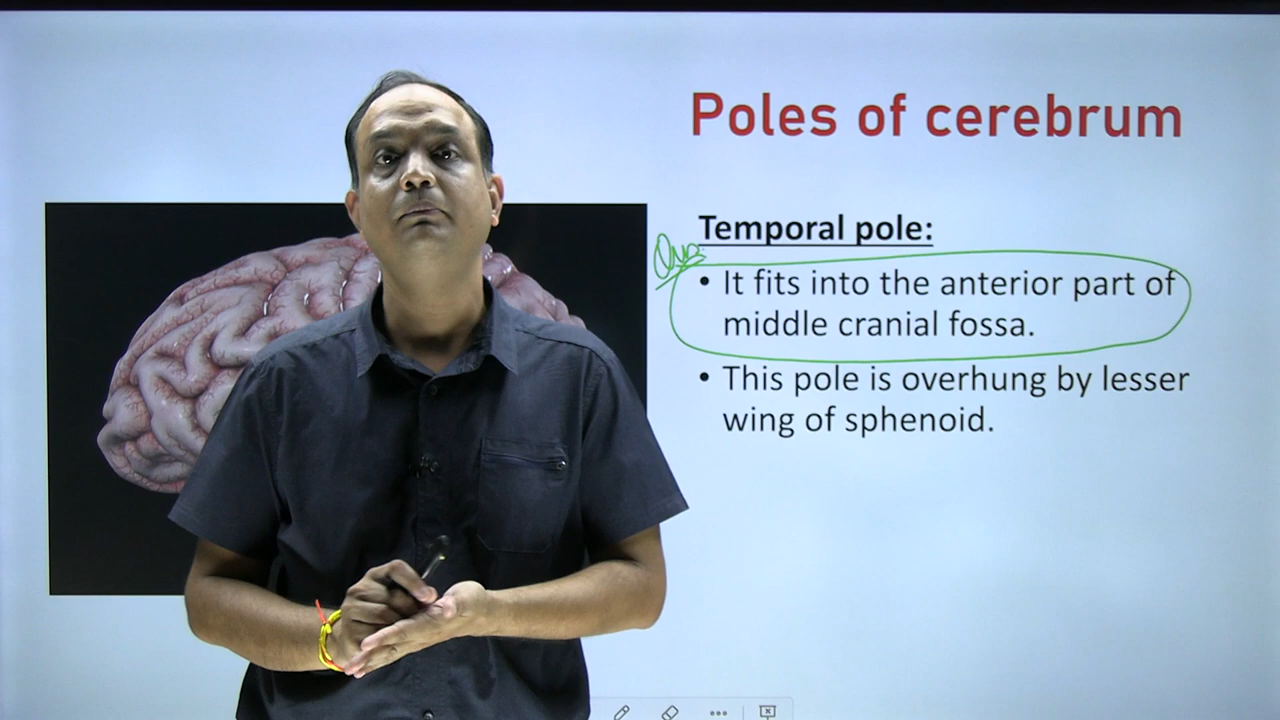 Poles of cerebrum
Temporal pole:
• It fits into the anterior part of
middle cranial fossa.
• This pole is overhung by lesser
wing of sphenoid.